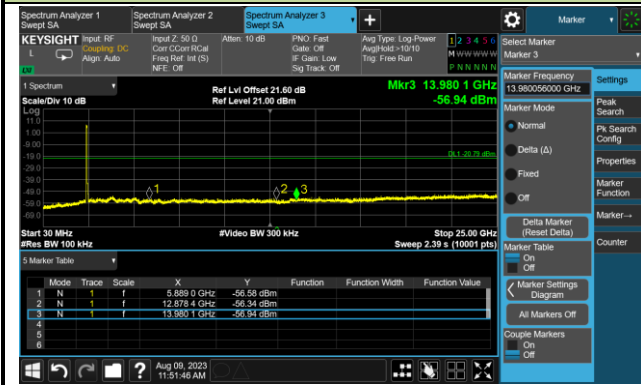 Spectrum Analyzer 1
Swept SA
Spectrum Analyzer 2
Swept SA
Spectrum Analyzer 3
Swept SA
Marker
KEYSIGHT
L
Input: RF
Coupling: DC
Align: Auto
Input Z: 50 Ω
Corr CCorr RCal
Freq Ref: Int (S)
NFE: Off
Atten: 10 dB
PNO: Fast
Gate: Off
IF Gain: Low
Sig Track: Off
Avg Type: Log-Power
Avg|Hold:>10/10
Trig: Free Run
1 2 3 4 5 6
M W W W W W
P N N N N N
Select Marker
Marker 3
1 Spectrum
Scale/Div 10 dB
Log
Ref Lvl Offset 21.60 dB
Ref Level 21.00 dBm
Mkr3 13.980 1 GHz
-56.94 dBm
11.0
1.00
-9.00
-19.0
-29.0
-39.0
-49.0
-59.0
-69.0
DL1 -20.79 dBm
1
2
3
Start 30 MHz
#Res BW 100 kHz
#Video BW 300 kHz
Stop 25.00 GHz
Sweep 2.39 s (10001 pts)
5 Marker Table
Mode Trace Scale X Y Function Function Width Function Value
1 N 1 f 5.889 0 GHz -56.58 dBm
2 N 1 f 12.878 4 GHz -56.34 dBm
3 N 1 f 13.980 1 GHz -56.94 dBm
4
5
6
Marker Frequency
13.980056000 GHz
Marker Mode
Normal
Delta (Δ)
Fixed
Off
Delta Marker
(Reset Delta)
Marker Table
On
Off
Marker Settings
Diagram
All Markers Off
Couple Markers
On
Off
Settings
Peak
Search
Pk Search
Config
Properties
Marker
Function
Marker→
Counter
?
Aug 09, 2023
11:51:46 AM